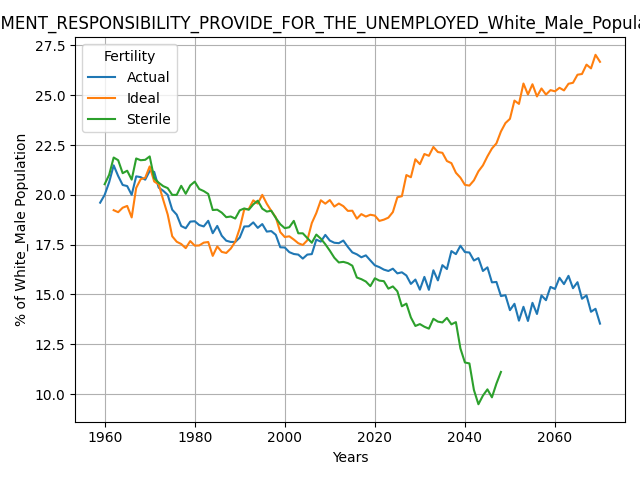 MENT_RESPONSIBILITY_PROVIDE_FOR_THE_UNEMPLOYED_White_Male_Popula
27.5
25.0
22.5
20.0
17.5
15.0
12.5
10.0
% of White_Male Population
Fertility
Actual
Ideal
Sterile
1960 1980 2000 2020 2040 2060
Years